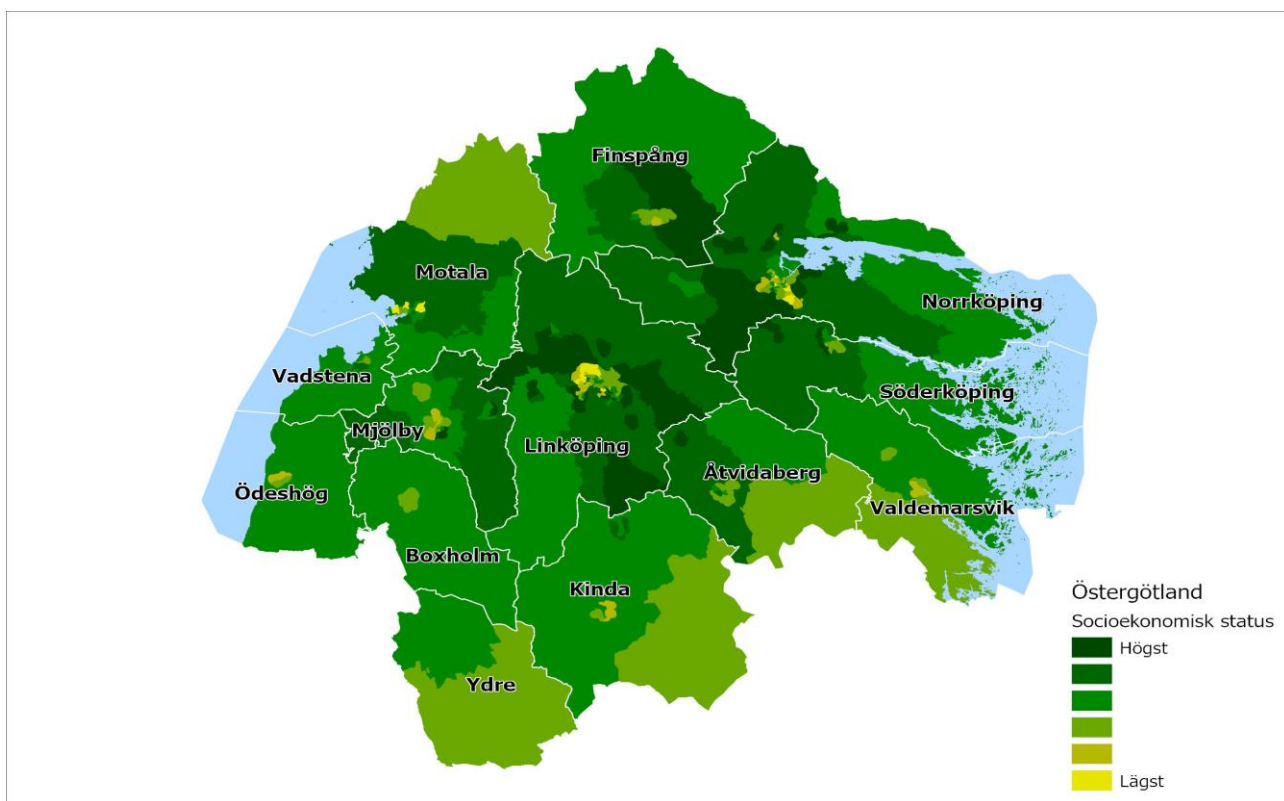 Finspång
Motala
Norrköping
Vadstena
Söderköping
Mjölby
Linköping
Åtvidaberg
Ödeshög
Valdemarsvik
Boxholm
Kinda
Ydre
Östergötland
Socioekonomisk status
Högst
Lägst